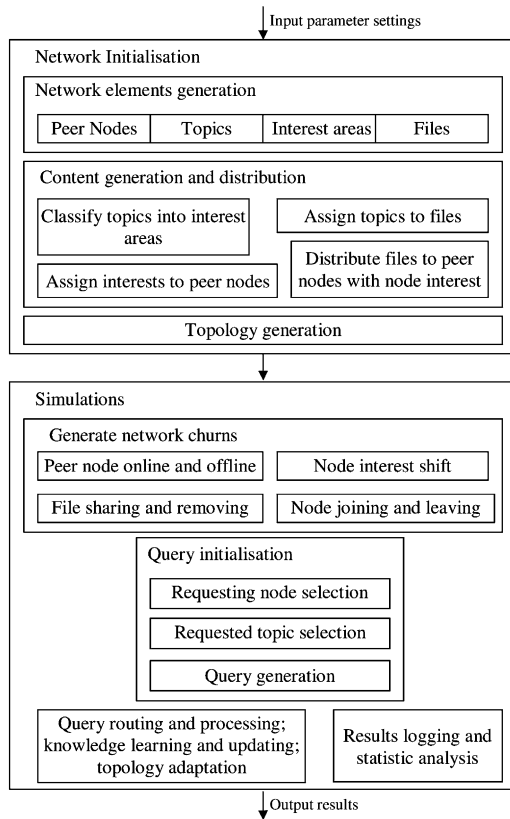 Input parameter settings
Network Initialisation
Network elements generation
Peer Nodes
Topics
Interest areas
Files
Content generation and distribution
Classify topics into interest
areas
Assign topics to files
Assign interests to peer nodes
Distribute files to peer
nodes with node interest
Topology generation
Simulations
Generate network churns
Peer node online and offline
Node interest shift
File sharing and removing
Node joining and leaving
Query initialisation
Requesting node selection
Requested topic selection
Query generation
Query routing and processing;
knowledge learning and updating;
topology adaptation
Results logging and
statistic analysis
Output results